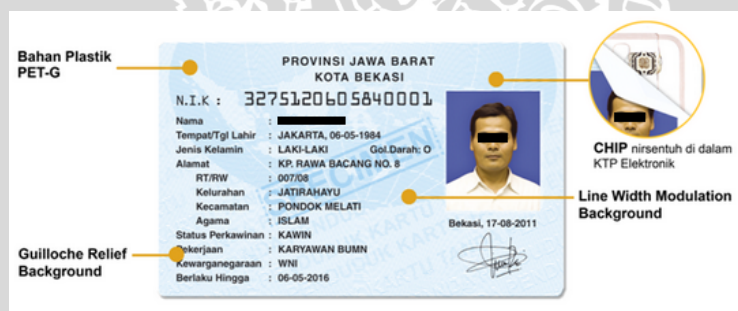 Bahan Plastik
PET-G
PROVINSI JAWA BARAT
KOTA BEKASI
N.I.K : 3275120605840001
Nama :
Tempat/Tgl Lahir : JAKARTA, 06-05-1984
Jenis Kelamin : LAKI-LAKI Gol.Darah: O
Alamat : KP. RAWA BACANG NO. 8
RT/RW : 007/08
Kelurahan : JATIRAHAYU
Kecamatan : PONDOK MELATI
Agama : ISLAM
Status Perkawinan : KAWIN
Pekerjaan : KARYAWAN BUMN
Kewarganegaraan : WNI
Berlaku Hingga : 06-05-2016
SPECIMEN
Bekasi, 17-08-2011
CHIP nirsentuh di dalam
KTP Elektronik
Line Width Modulation
Background
Guilloche Relief
Background